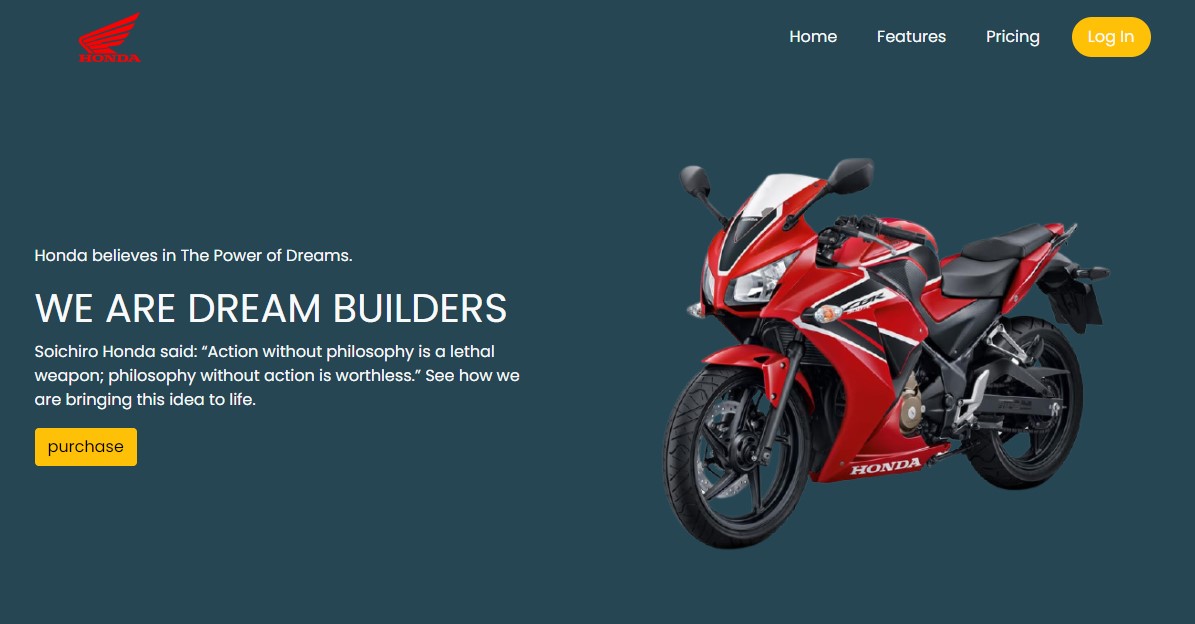 HONDA
Home Features Pricing Log In
Honda believes in The Power of Dreams.
WE ARE DREAM BUILDERS
Soichiro Honda said: “Action without philosophy is a lethal
weapon; philosophy without action is worthless.” See how we
are bringing this idea to life.
purchase
CBR
HONDA